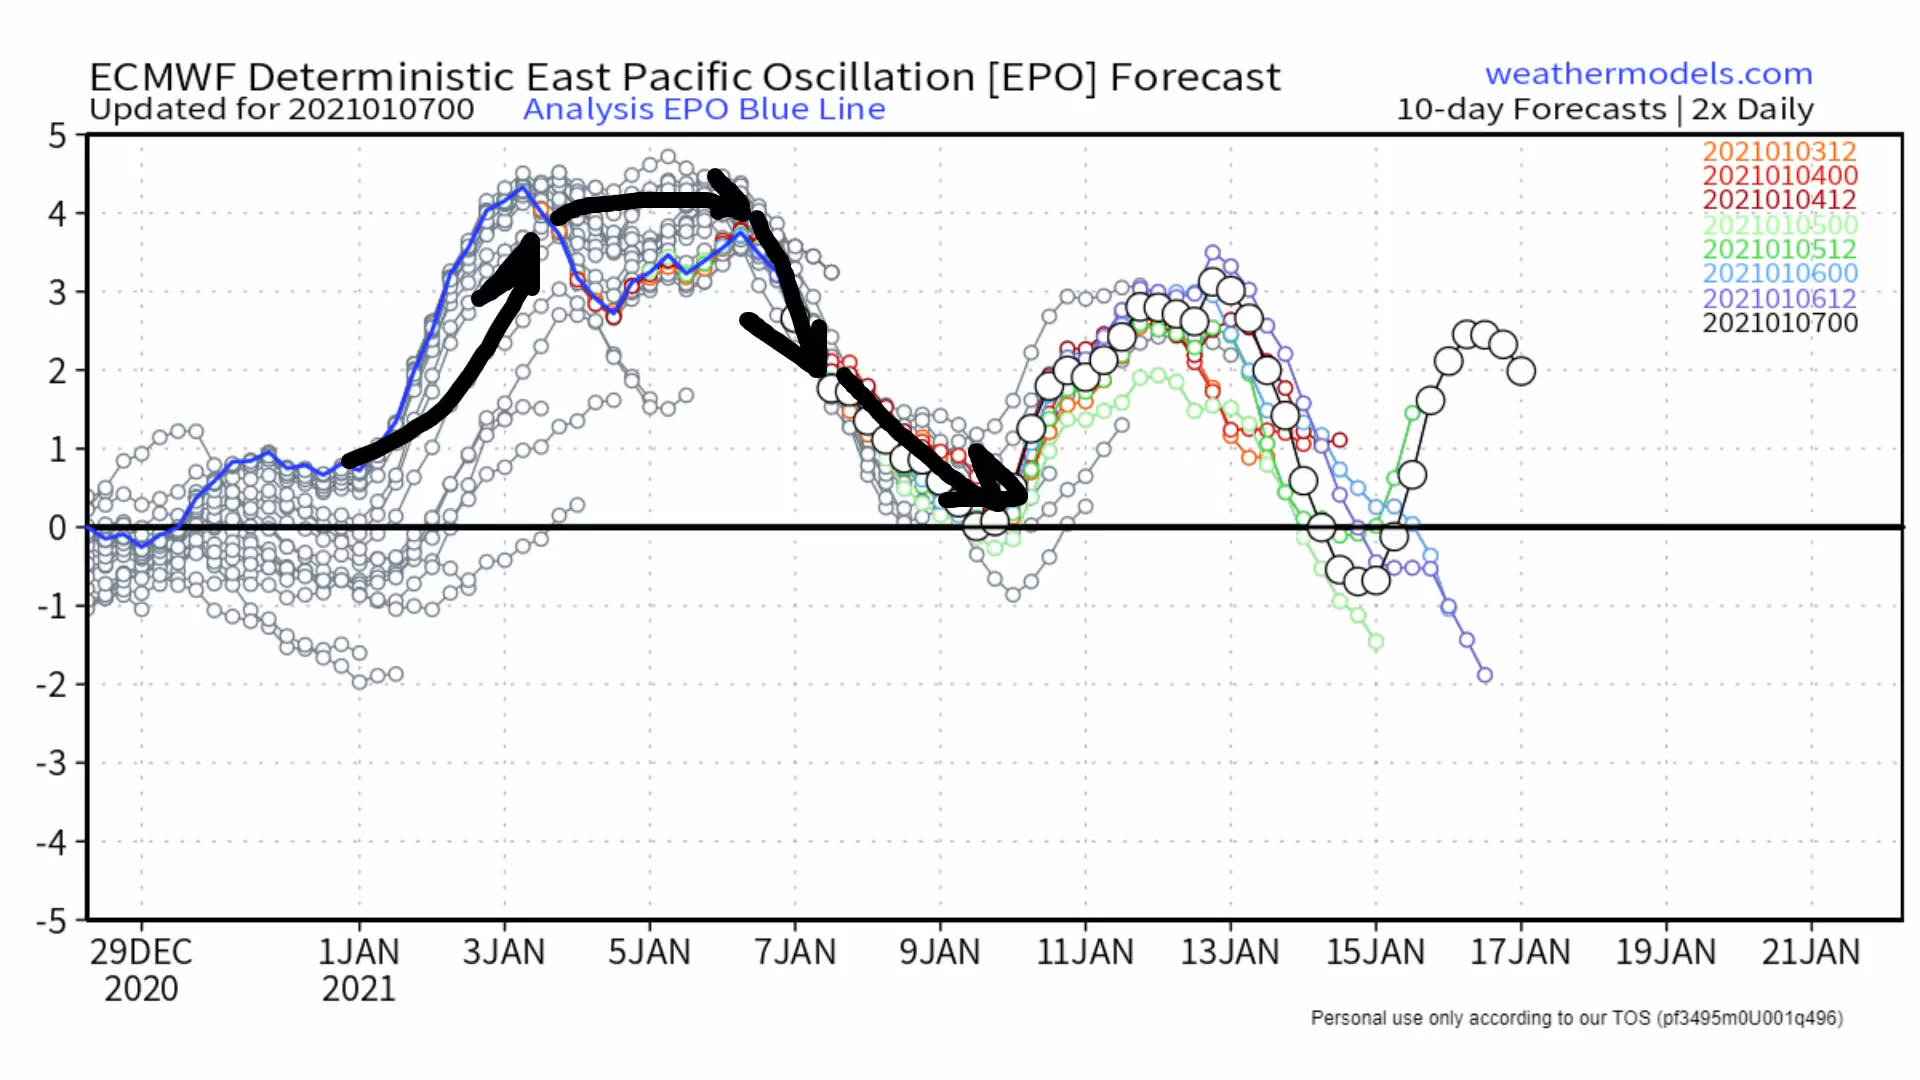 ECMWF Deterministic East Pacific Oscillation [EPO] Forecast
weathermodels.com
Updated for 2021010700
Analysis EPO Blue Line
10-day Forecasts | 2x Daily
2021010312
2021010400
2021010412
2021010500
2021010512
2021010600
2021010612
2021010700
5
4
3
2
1
0
-1
-2
-3
-4
-5
29DEC 1JAN 3JAN 5JAN 7JAN 9JAN 11JAN 13JAN 15JAN 17JAN 19JAN 21JAN
2020 2021
Personal use only according to our TOS (pf3495m0U001q496)